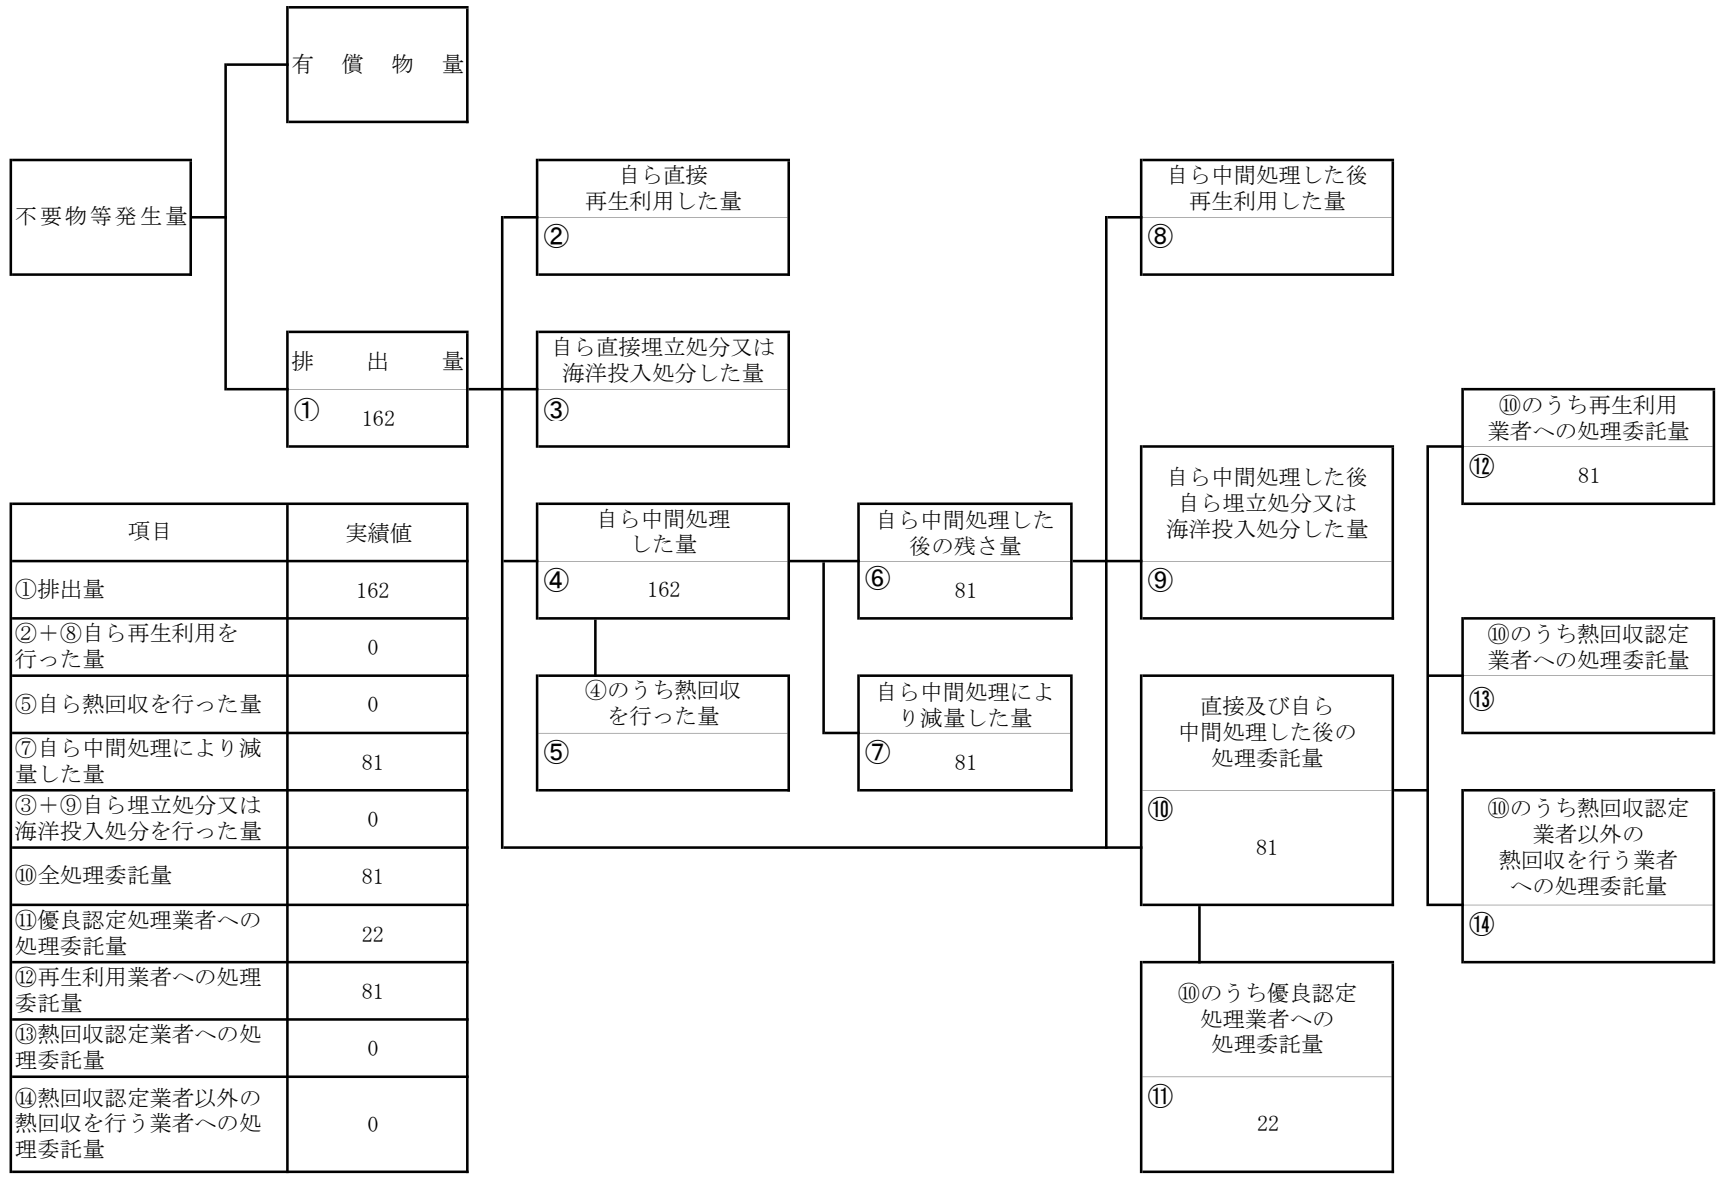 有償物量
不要物等発生量
排出量
①
162
自ら直接
再生利用した量
②
自ら直接埋立処分又は
海洋投入処分した量
③
自ら中間処理
した量
④
162
④のうち熱回収
を行った量
⑤
自ら中間処理した
後の残さ量
⑥
81
自ら中間処理によ
り減量した量
⑦
81
自ら中間処理した後
再生利用した量
⑧
自ら中間処理した後
自ら埋立処分又は
海洋投入処分した量
⑨
直接及び自ら
中間処理した後の
処理委託量
⑩
81
⑩のうち優良認定
処理業者への
処理委託量
⑪
22
⑩のうち再生利用
業者への処理委託量
⑫
81
⑩のうち熱回収認定
業者への処理委託量
⑬
⑩のうち熱回収認定
業者以外の
熱回収を行う業者
への処理委託量
⑭
項目
実績値
①排出量
162
②＋⑧自ら再生利用を
行った量
0
⑤自ら熱回収を行った量
0
⑦自ら中間処理により減
量した量
81
③＋⑨自ら埋立処分又は
海洋投入処分を行った量
0
⑩全処理委託量
81
⑪優良認定処理業者への
処理委託量
22
⑫再生利用業者への処理
委託量
81
⑬熱回収認定業者への処
理委託量
0
⑭熱回収認定業者以外の
熱回収を行う業者への処
理委託量
0